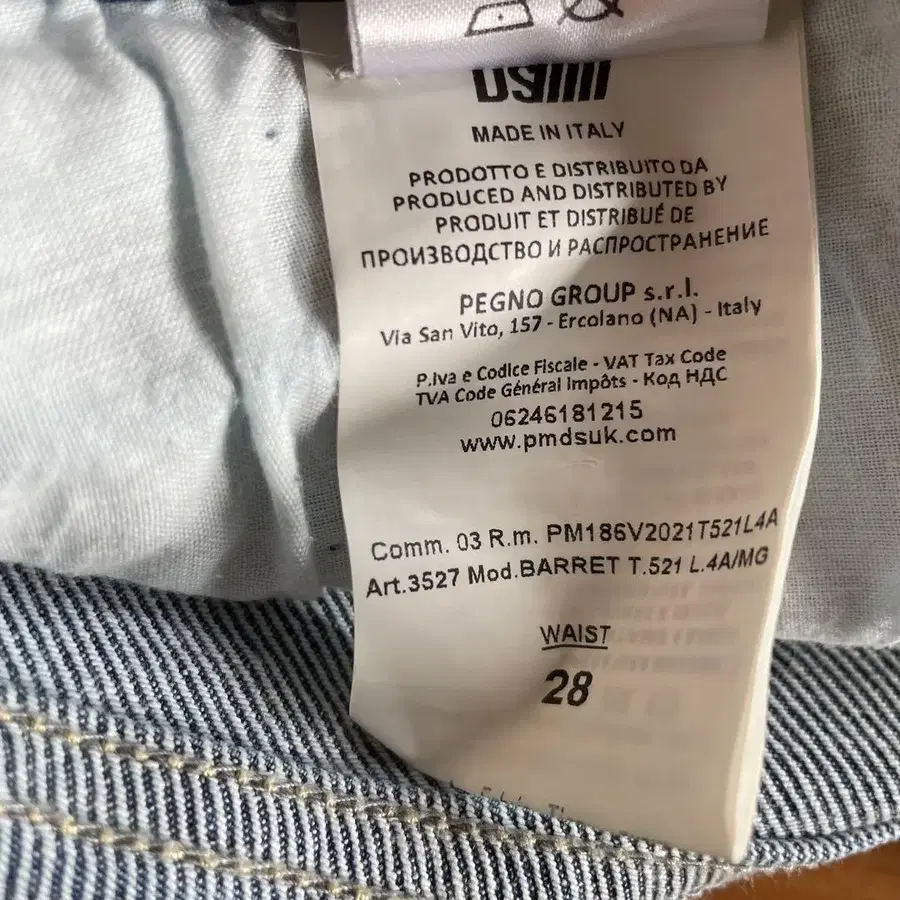 MADE IN ITALY
PRODOTTO E DISTRIBUITO DA
PRODUCED AND DISTRIBUTED BY
PRODUIT ET DISTRIBUÉ DE
ПРОИЗВОДСТВО И РАСПРОСТРАНЕНИЕ
PEGNO GROUP s.r.l.
Via San Vito, 157 - Ercolano (NA) - Italy
P.Iva e Codice Fiscale - VAT Tax Code
TVA Code Général Impôts - Код НДС
06246181215
www.pmdsuk.com
Comm. 03 R.m. PM186V2021T521L4A
Art.3527 Mod.BARRET T.521 L.4A/MG
WAIST
28